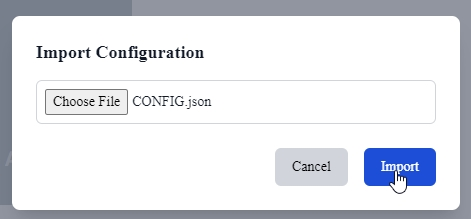 Import Configuration
Choose File CONFIG.json
Cancel Import